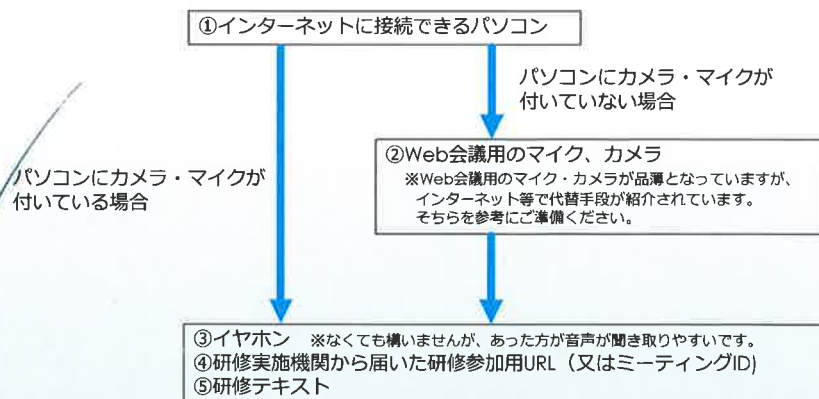 ①インターネットに接続できるパソコン
パソコンにカメラ・マイクが
付いていない場合
②Web会議用のマイク、カメラ
※Web会議用のマイク・カメラが品薄となっていますが、
インターネット等で代替手段が紹介されています。
そちらを参考にご準備ください。
パソコンにカメラ・マイクが
付いている場合
③イヤホン ※なくても構いませんが、あった方が音声が聞き取りやすいです。
④研修実施機関から届いた研修参加用URL（又はミーティングID)
⑤研修テキスト